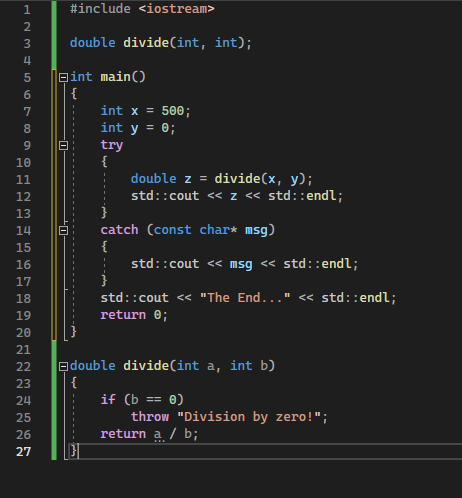 1 #include <iostream>
2
3 double divide(int, int);
4
5 int main()
6 {
7     int x = 500;
8     int y = 0;
9     try
10     {
11         double z = divide(x, y);
12         std::cout << z << std::endl;
13     }
14     catch (const char* msg)
15     {
16         std::cout << msg << std::endl;
17     }
18     std::cout << "The End..." << std::endl;
19     return 0;
20 }
21
22 double divide(int a, int b)
23 {
24     if (b == 0)
25         throw "Division by zero!";
26     return a / b;
27 }